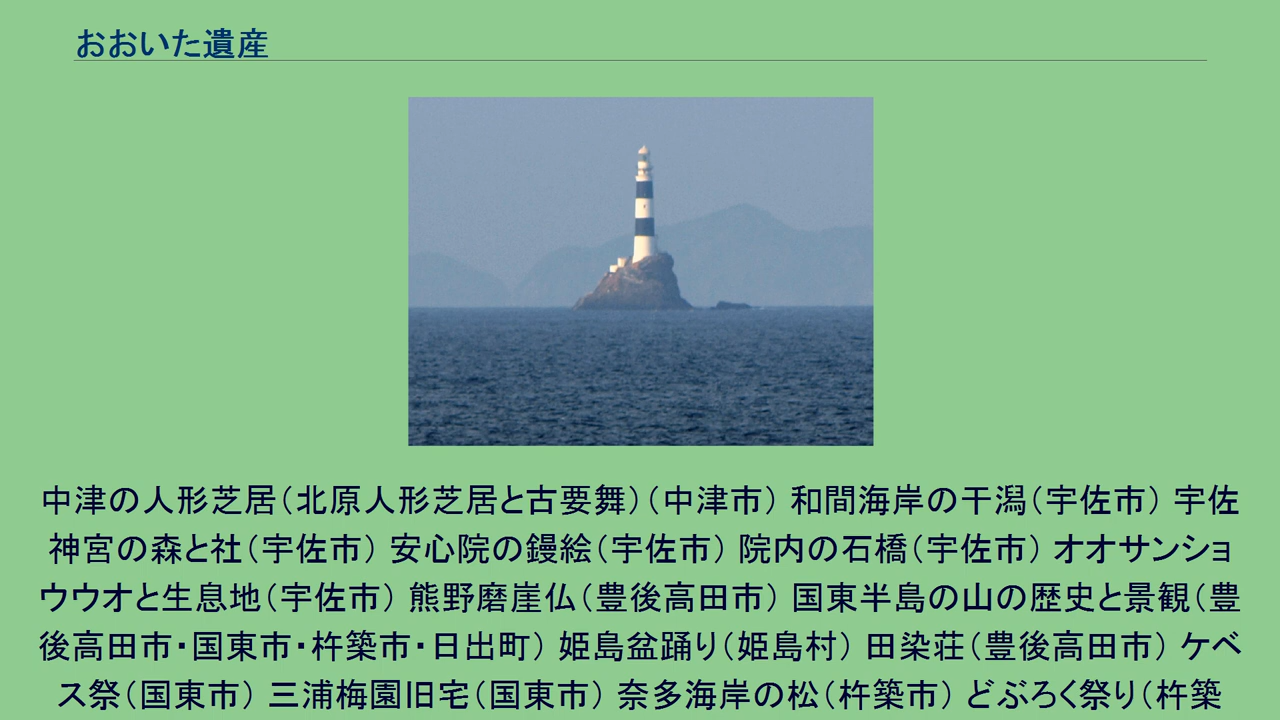 おおいた遺産
中津の人形芝居（北原人形芝居と古要舞）（中津市） 和間海岸の干潟（宇佐市） 宇佐
神宮の森と社（宇佐市） 安心院の鏝絵（宇佐市） 院内の石橋（宇佐市） オオサンショ
ウウオと生息地（宇佐市） 熊野磨崖仏（豊後高田市） 国東半島の山の歴史と景観（豊
後高田市・国東市・杵築市・日出町） 姫島盆踊り（姫島村） 田染荘（豊後高田市） ケベ
ス祭（国東市） 三浦梅園旧宅（国東市） 奈多海岸の松（杵築市） どぶろく祭り（杵築